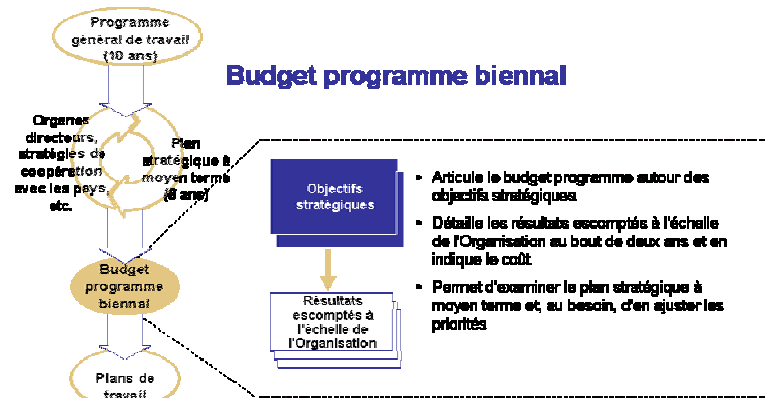 Programme
général de travail
(10 ans)
Budget programme biennal
Organes
directeurs,
stratégies de
coopération
avec les pays,
etc.
Plan
stratégique à
moyen terme
(6 ans)
Budget
programme
biennal
Plans de
travail
Objectifs
stratégiques
Résultats
escomptés à
l'échelle de
l'Organisation
• Articule le budget programme autour des
objectifs stratégiques
• Détaille les résultats escomptés à l'échelle
de l'Organisation au bout de deux ans et en
indique le coût
• Permet d'examiner le plan stratégique à
moyen terme et, au besoin, d'en ajuster les
priorités